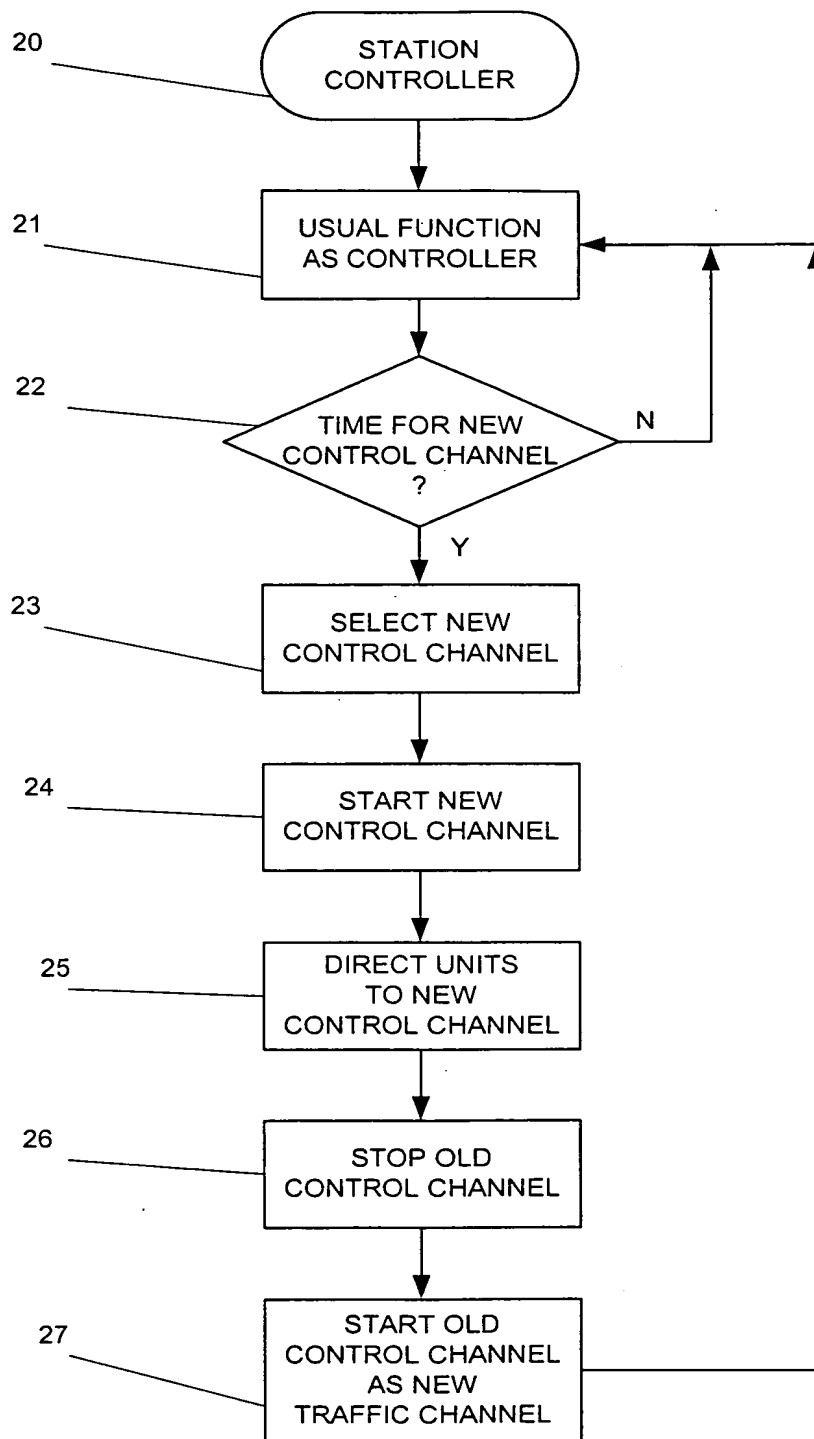 20
STATION
CONTROLLER
21
USUAL FUNCTION
AS CONTROLLER
22
TIME FOR NEW
CONTROL CHANNEL
?
N
Y
23
SELECT NEW
CONTROL CHANNEL
24
START NEW
CONTROL CHANNEL
25
DIRECT UNITS
TO NEW
CONTROL CHANNEL
26
STOP OLD
CONTROL CHANNEL
27
START OLD
CONTROL CHANNEL
AS NEW
TRAFFIC CHANNEL